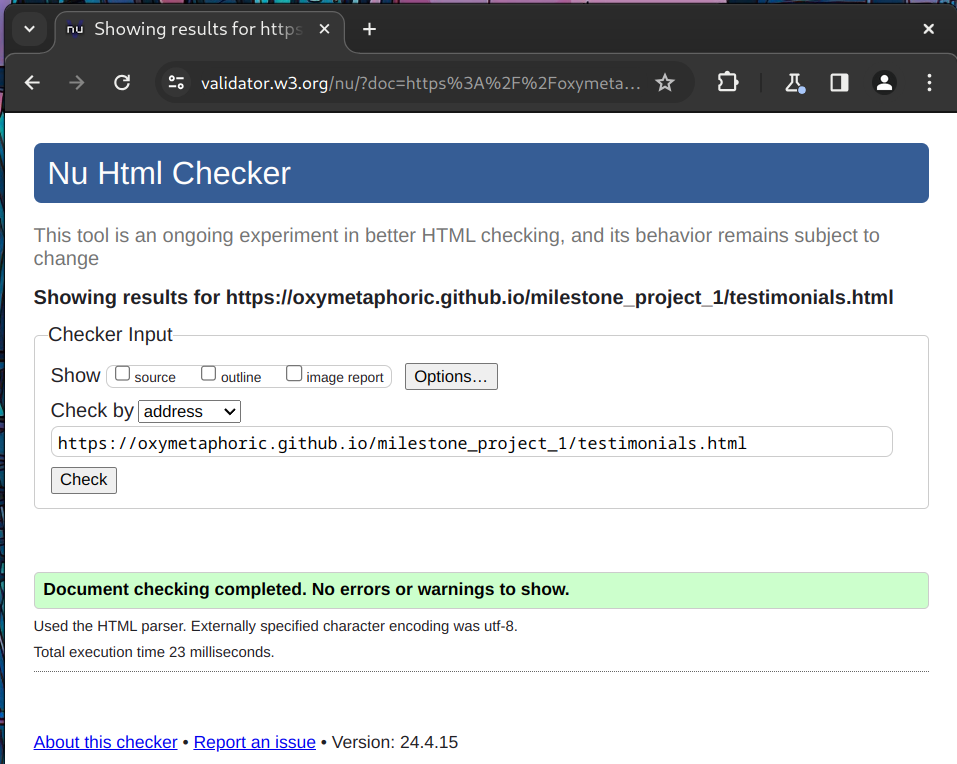 nu Showing results for https
validator.w3.org/nu/?doc=https%3A%2F%2Foxymeta…
Nu Html Checker
This tool is an ongoing experiment in better HTML checking, and its behavior remains subject to
change
Showing results for https://oxymetaphoric.github.io/milestone_project_1/testimonials.html
Checker Input
Show source outline image report Options…
Check by address
https://oxymetaphoric.github.io/milestone_project_1/testimonials.html
Check
Document checking completed. No errors or warnings to show.
Used the HTML parser. Externally specified character encoding was utf-8.
Total execution time 23 milliseconds.
About this checker • Report an issue • Version: 24.4.15